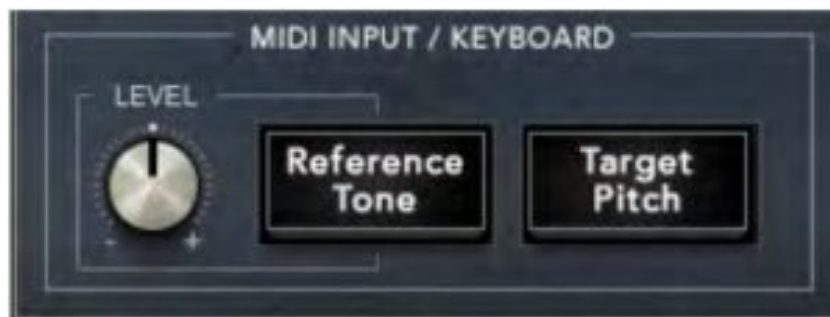 MIDI INPUT / KEYBOARD
LEVEL
Reference
Tone
Target
Pitch
- +